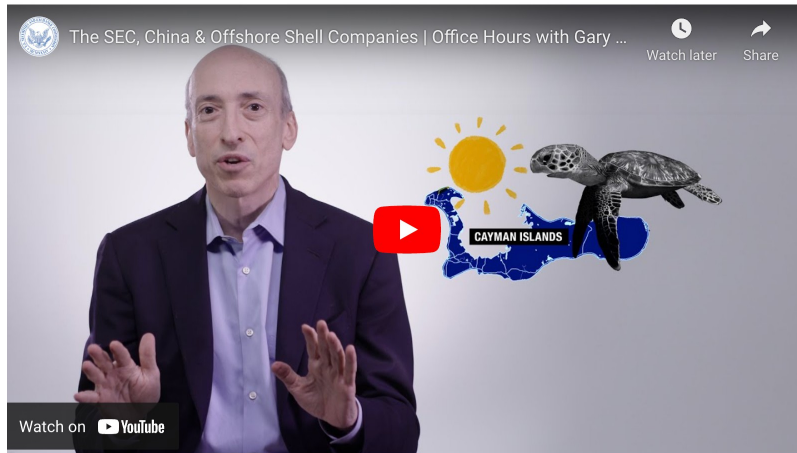 The SEC, China & Offshore Shell Companies | Office Hours with Gary ...
Watch later
Share
CAYMAN ISLANDS
Watch on YouTube